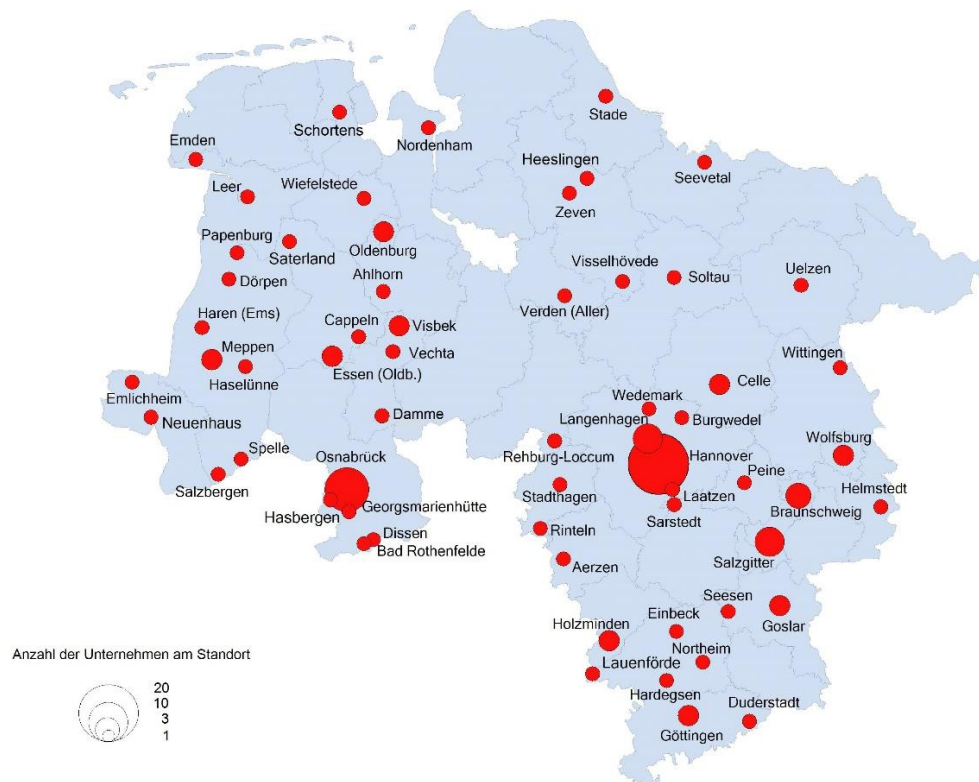 Stade
Schortens
Nordenham
Emden
Heeslingen
Seevetal
Leer
Wiefelstede
Zeven
Papenburg
Saterland
Oldenburg
Visselhövede
Soltau
Uelzen
Dörpen
Ahlhorn
Verden (Aller)
Haren (Ems)
Cappeln
Visbek
Meppen
Vechta
Wittingen
Haselünne
Essen (Oldb.)
Celle
Emlichheim
Wedemark
Neuenhaus
Damme
Langenhagen
Burgwedel
Wolfsburg
Spelle
Osnabrück
Rehburg-Loccum
Hannover
Peine
Salzbergen
Stadthagen
Laatzen
Helmstedt
Hasbergen
Georgsmarienhütte
Sarstedt
Braunschweig
Dissen
Rinteln
Bad Rothenfelde
Aerzen
Salzgitter
Seesen
Einbeck
Goslar
Holzminden
Northeim
Anzahl der Unternehmen am Standort
Lauenförde
Hardegsen
Duderstadt
20
10
3
1
Göttingen